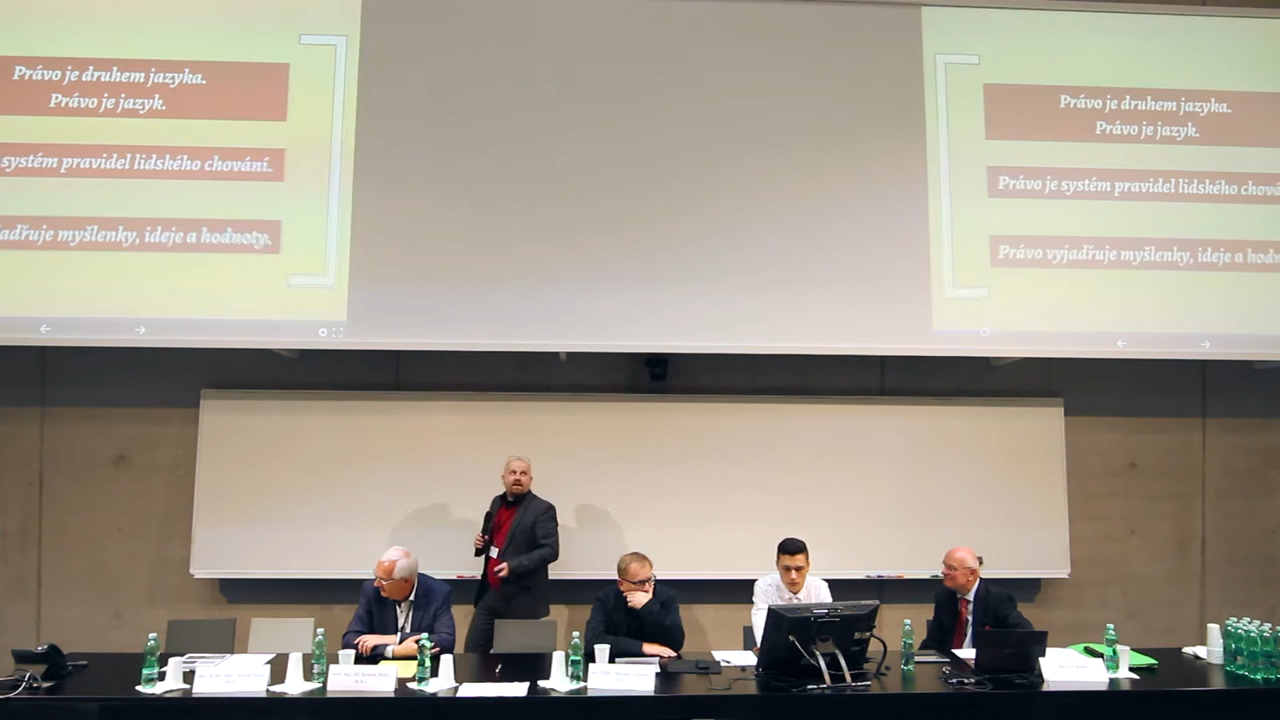 Právo je druhem jazyka.
Právo je jazyk.
systém pravidel lidského chování.
adřuje myšlenky, ideje a hodnoty.
Právo je druhem jazyka.
Právo je jazyk.
Právo je systém pravidel lidského chová
Právo vyjadřuje myšlenky, ideje a hodn